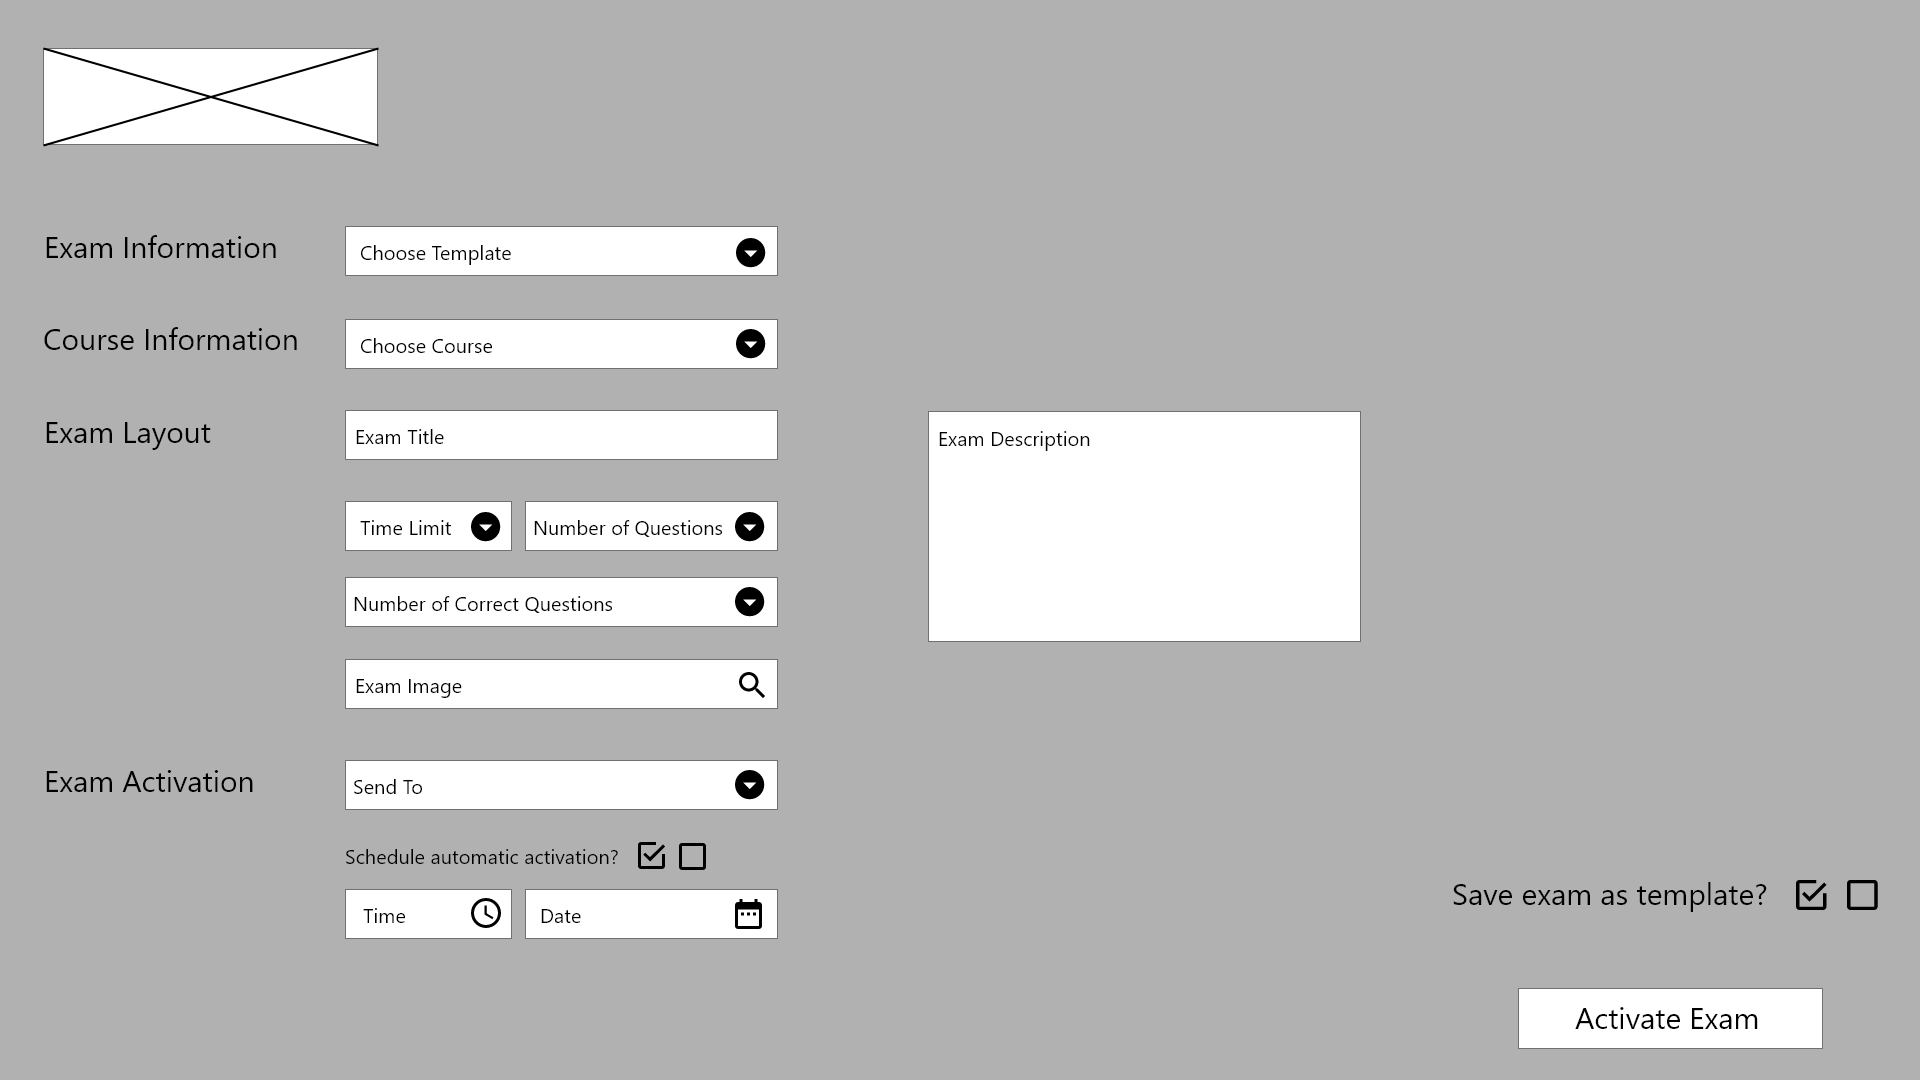 Exam Information
Choose Template
Course Information
Choose Course
Exam Layout
Exam Title
Exam Description
Time Limit
Number of Questions
Number of Correct Questions
Exam Image
Exam Activation
Send To
Schedule automatic activation?
Time
Date
Save exam as template?
Activate Exam